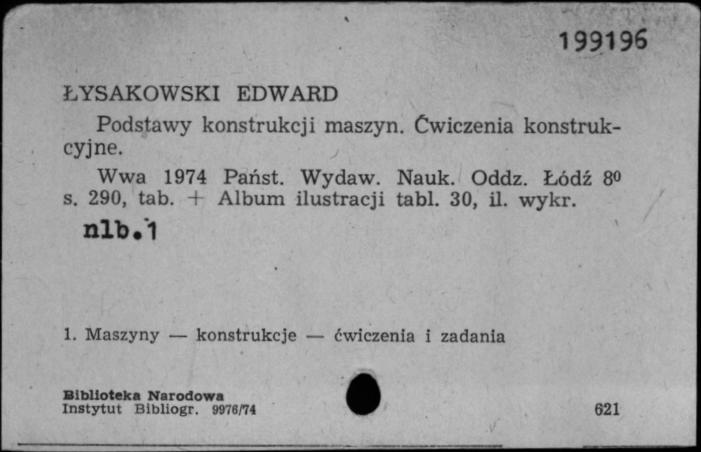 199196
ŁYSAKOWSKI EDWARD
Podstawy konstrukcji maszyn. Ćwiczenia konstruk-
cyjne.
Wwa 1974 Państ. Wydaw. Nauk. Oddz. Łódź 8⁰
s. 290, tab. + Album ilustracji tabl. 30, il. wykr.
nlb.1
1. Maszyny — konstrukcje — ćwiczenia i zadania
Biblioteka Narodowa
Instytut Bibliogr. 9976/74
621